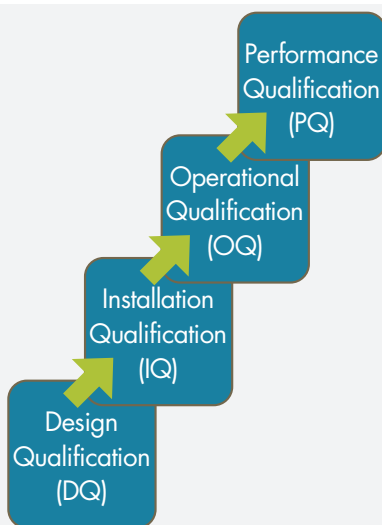 Performance
Qualification
(PQ)
Operational
Qualification
(OQ)
Installation
Qualification
(IQ)
Design
Qualification
(DQ)